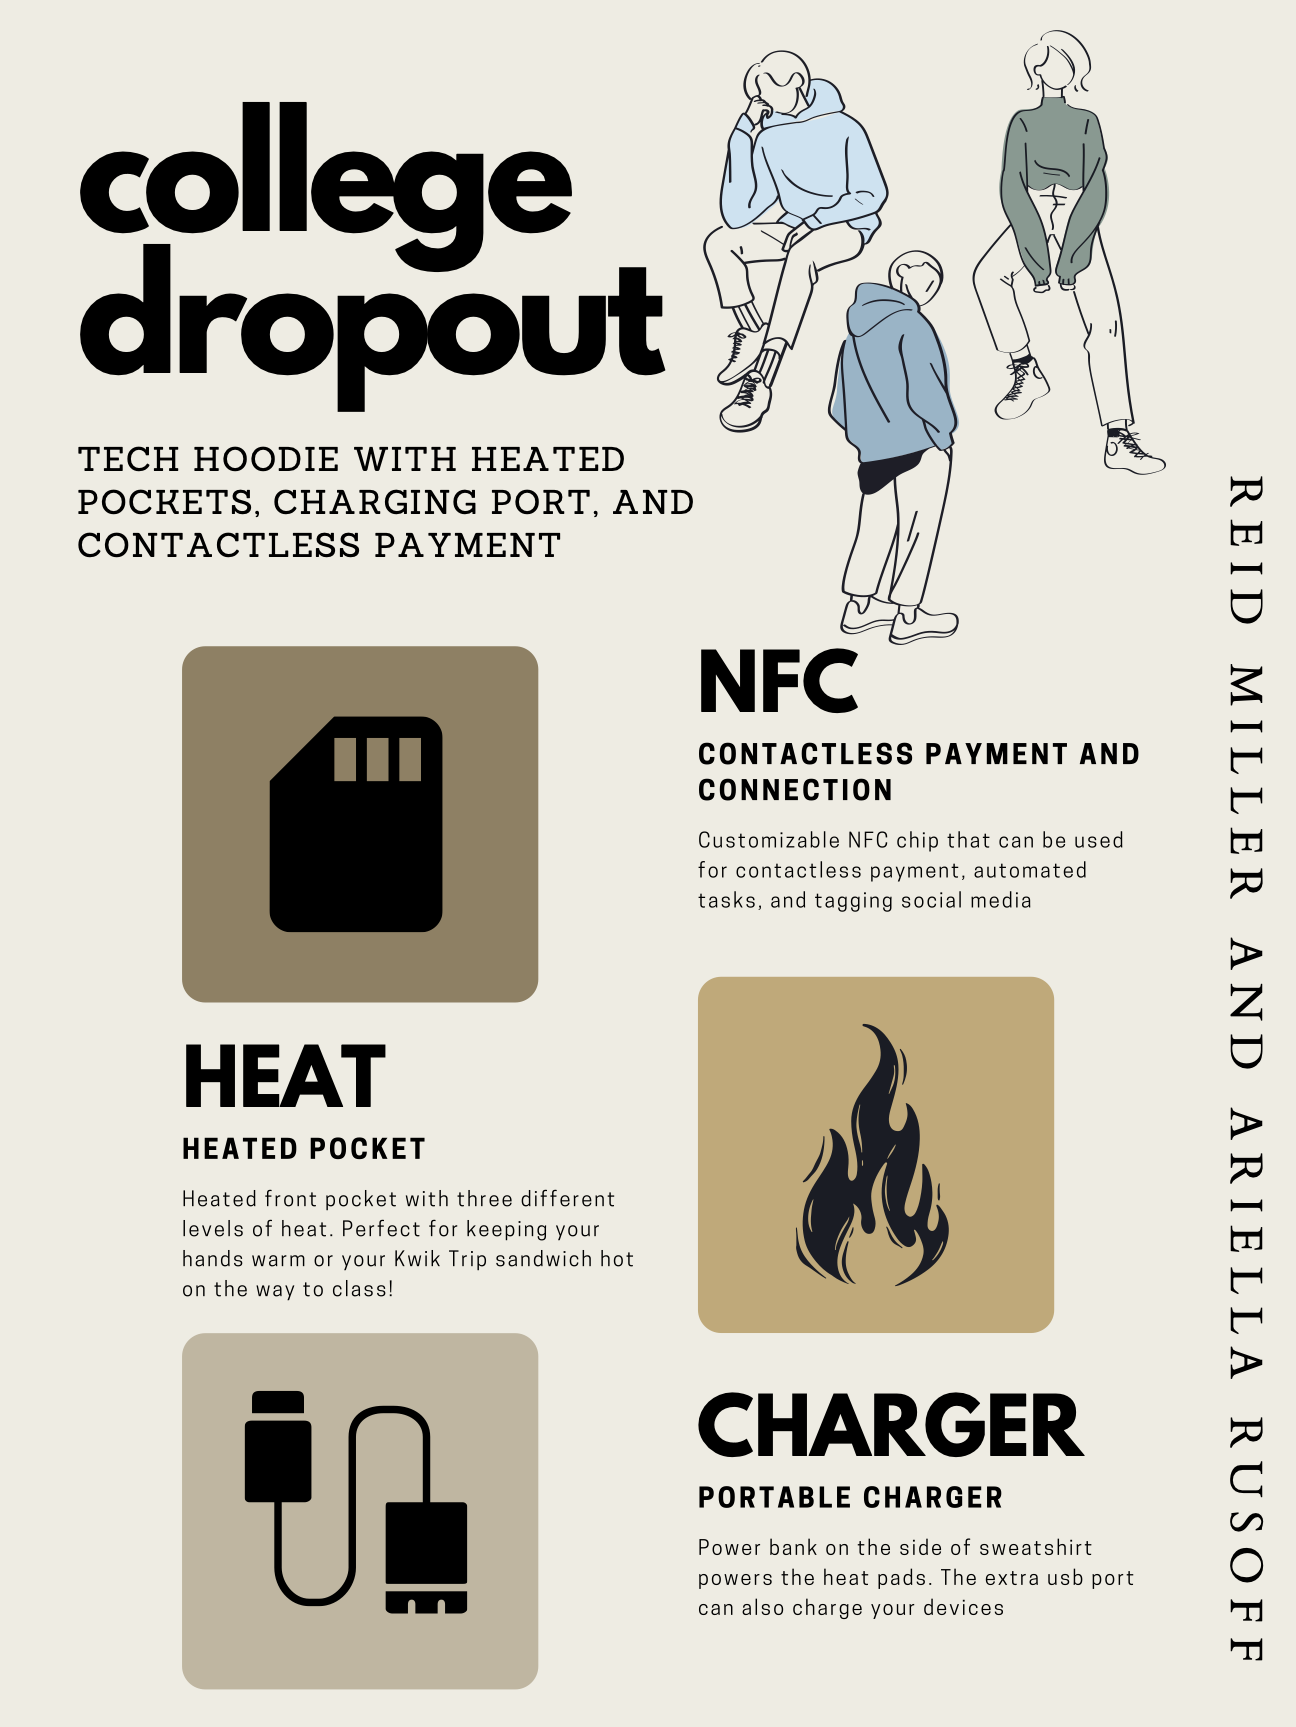 college
dropout
TECH HOODIE WITH HEATED
POCKETS, CHARGING PORT, AND
CONTACTLESS PAYMENT
NFC
CONTACTLESS PAYMENT AND
CONNECTION
Customizable NFC chip that can be used
for contactless payment, automated
tasks, and tagging social media
HEAT
HEATED POCKET
Heated front pocket with three different
levels of heat. Perfect for keeping your
hands warm or your Kwik Trip sandwich hot
on the way to class!
CHARGER
PORTABLE CHARGER
Power bank on the side of sweatshirt
powers the heat pads. The extra usb port
can also charge your devices
REID MILLER AND ARIELLA RUSOFF